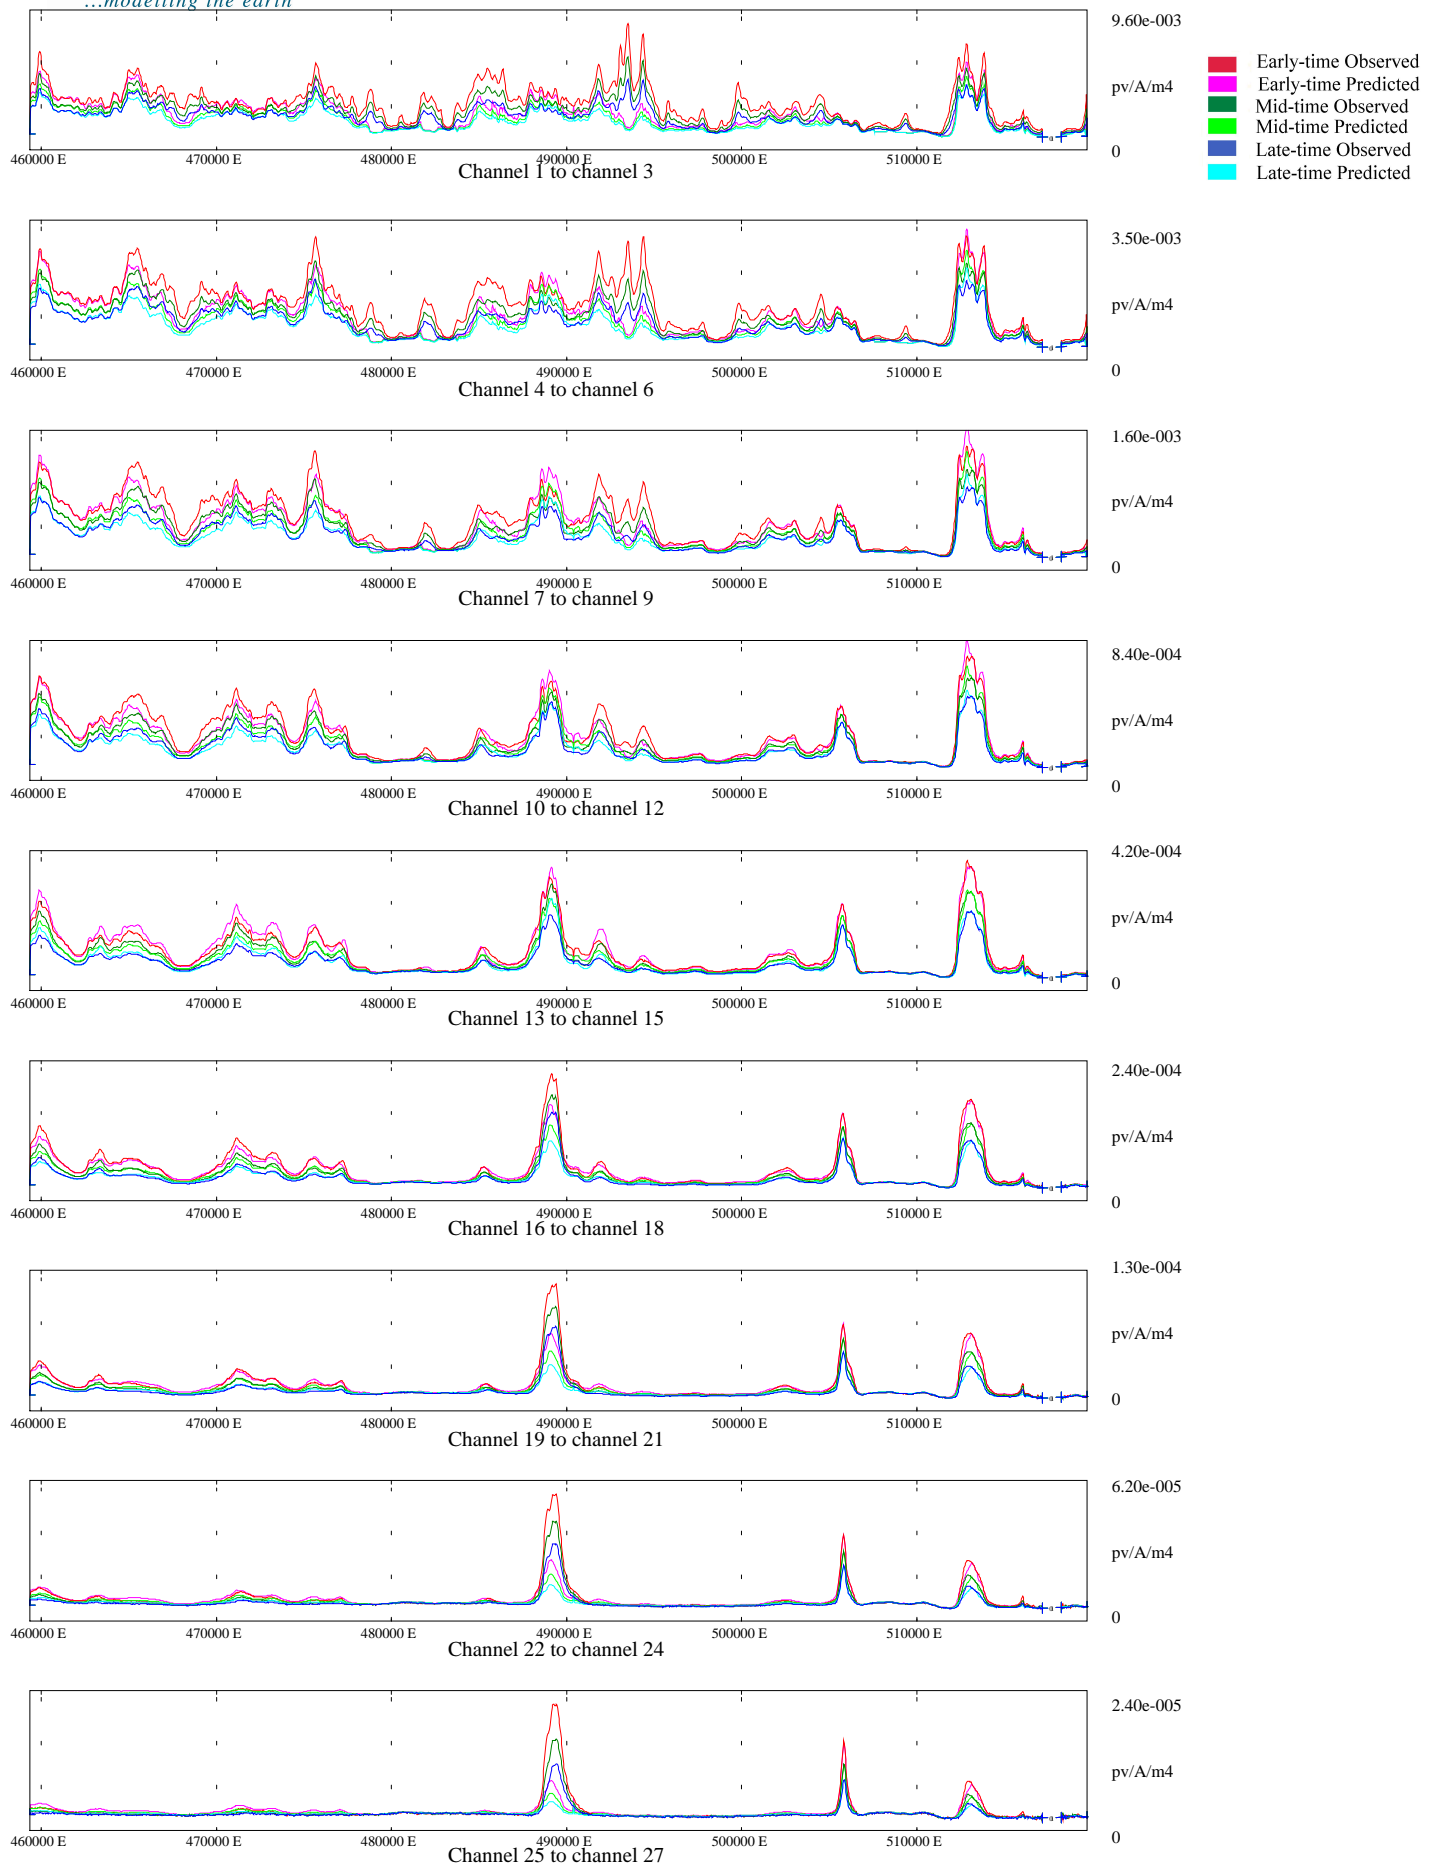 ...modelling the earth
9.60e-003
pv/A/m4
0
Early-time Observed
Early-time Predicted
Mid-time Observed
Mid-time Predicted
Late-time Observed
Late-time Predicted
460000 E 470000 E 480000 E 490000 E 500000 E 510000 E
Channel 1 to channel 3
3.50e-003
pv/A/m4
0
460000 E 470000 E 480000 E 490000 E 500000 E 510000 E
Channel 4 to channel 6
1.60e-003
pv/A/m4
0
460000 E 470000 E 480000 E 490000 E 500000 E 510000 E
Channel 7 to channel 9
8.40e-004
pv/A/m4
0
460000 E 470000 E 480000 E 490000 E 500000 E 510000 E
Channel 10 to channel 12
4.20e-004
pv/A/m4
0
460000 E 470000 E 480000 E 490000 E 500000 E 510000 E
Channel 13 to channel 15
2.40e-004
pv/A/m4
0
460000 E 470000 E 480000 E 490000 E 500000 E 510000 E
Channel 16 to channel 18
1.30e-004
pv/A/m4
0
460000 E 470000 E 480000 E 490000 E 500000 E 510000 E
Channel 19 to channel 21
6.20e-005
pv/A/m4
0
460000 E 470000 E 480000 E 490000 E 500000 E 510000 E
Channel 22 to channel 24
2.40e-005
pv/A/m4
0
460000 E 470000 E 480000 E 490000 E 500000 E 510000 E
Channel 25 to channel 27